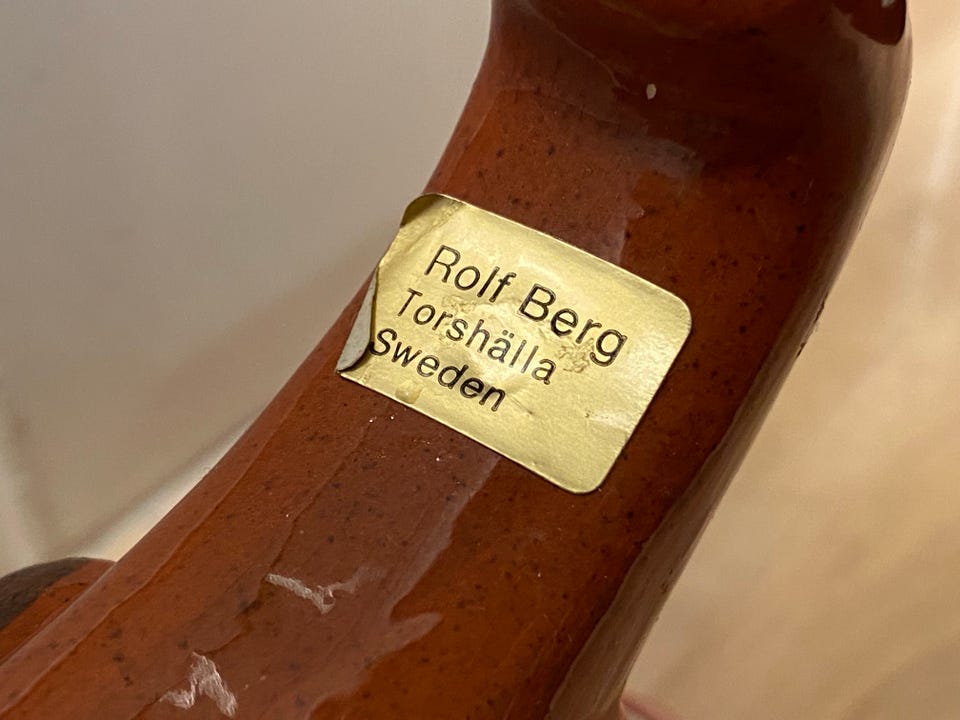 Rolf Berg
Torshälla
Sweden